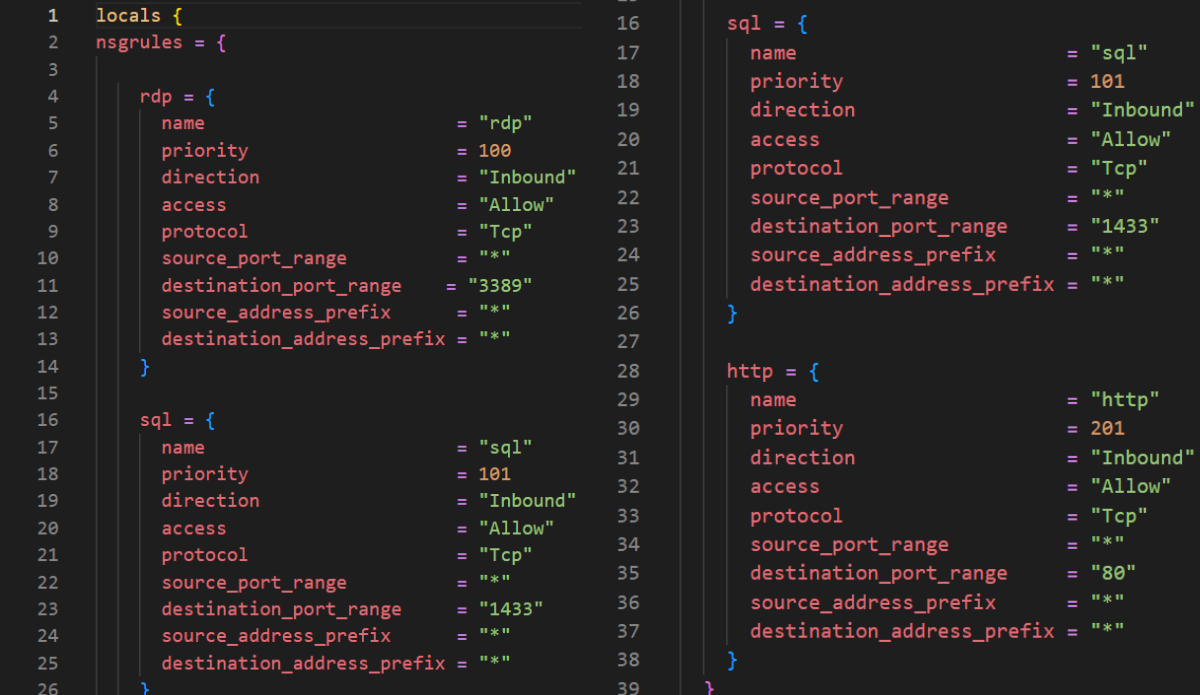 1 locals {
2 nsgrules = {
3
4 rdp = {
5 name = "rdp"
6 priority = 100
7 direction = "Inbound"
8 access = "Allow"
9 protocol = "Tcp"
10 source_port_range = "*"
11 destination_port_range = "3389"
12 source_address_prefix = "*"
13 destination_address_prefix = "*"
14 }
15
16 sql = {
17 name = "sql"
18 priority = 101
19 direction = "Inbound"
20 access = "Allow"
21 protocol = "Tcp"
22 source_port_range = "*"
23 destination_port_range = "1433"
24 source_address_prefix = "*"
25 destination_address_prefix = "*"
26 }
16 sql = {
17 name = "sql"
18 priority = 101
19 direction = "Inbound"
20 access = "Allow"
21 protocol = "Tcp"
22 source_port_range = "*"
23 destination_port_range = "1433"
24 source_address_prefix = "*"
25 destination_address_prefix = "*"
26 }
27
28 http = {
29 name = "http"
30 priority = 201
31 direction = "Inbound"
32 access = "Allow"
33 protocol = "Tcp"
34 source_port_range = "*"
35 destination_port_range = "80"
36 source_address_prefix = "*"
37 destination_address_prefix = "*"
38 }
39 }